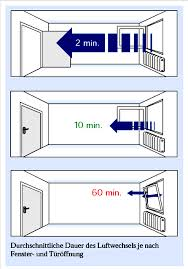 2 min.
10 min.
60 min.
Durchschnittliche Dauer des Luftwechsels je nach
Fenster- und Türöffnung